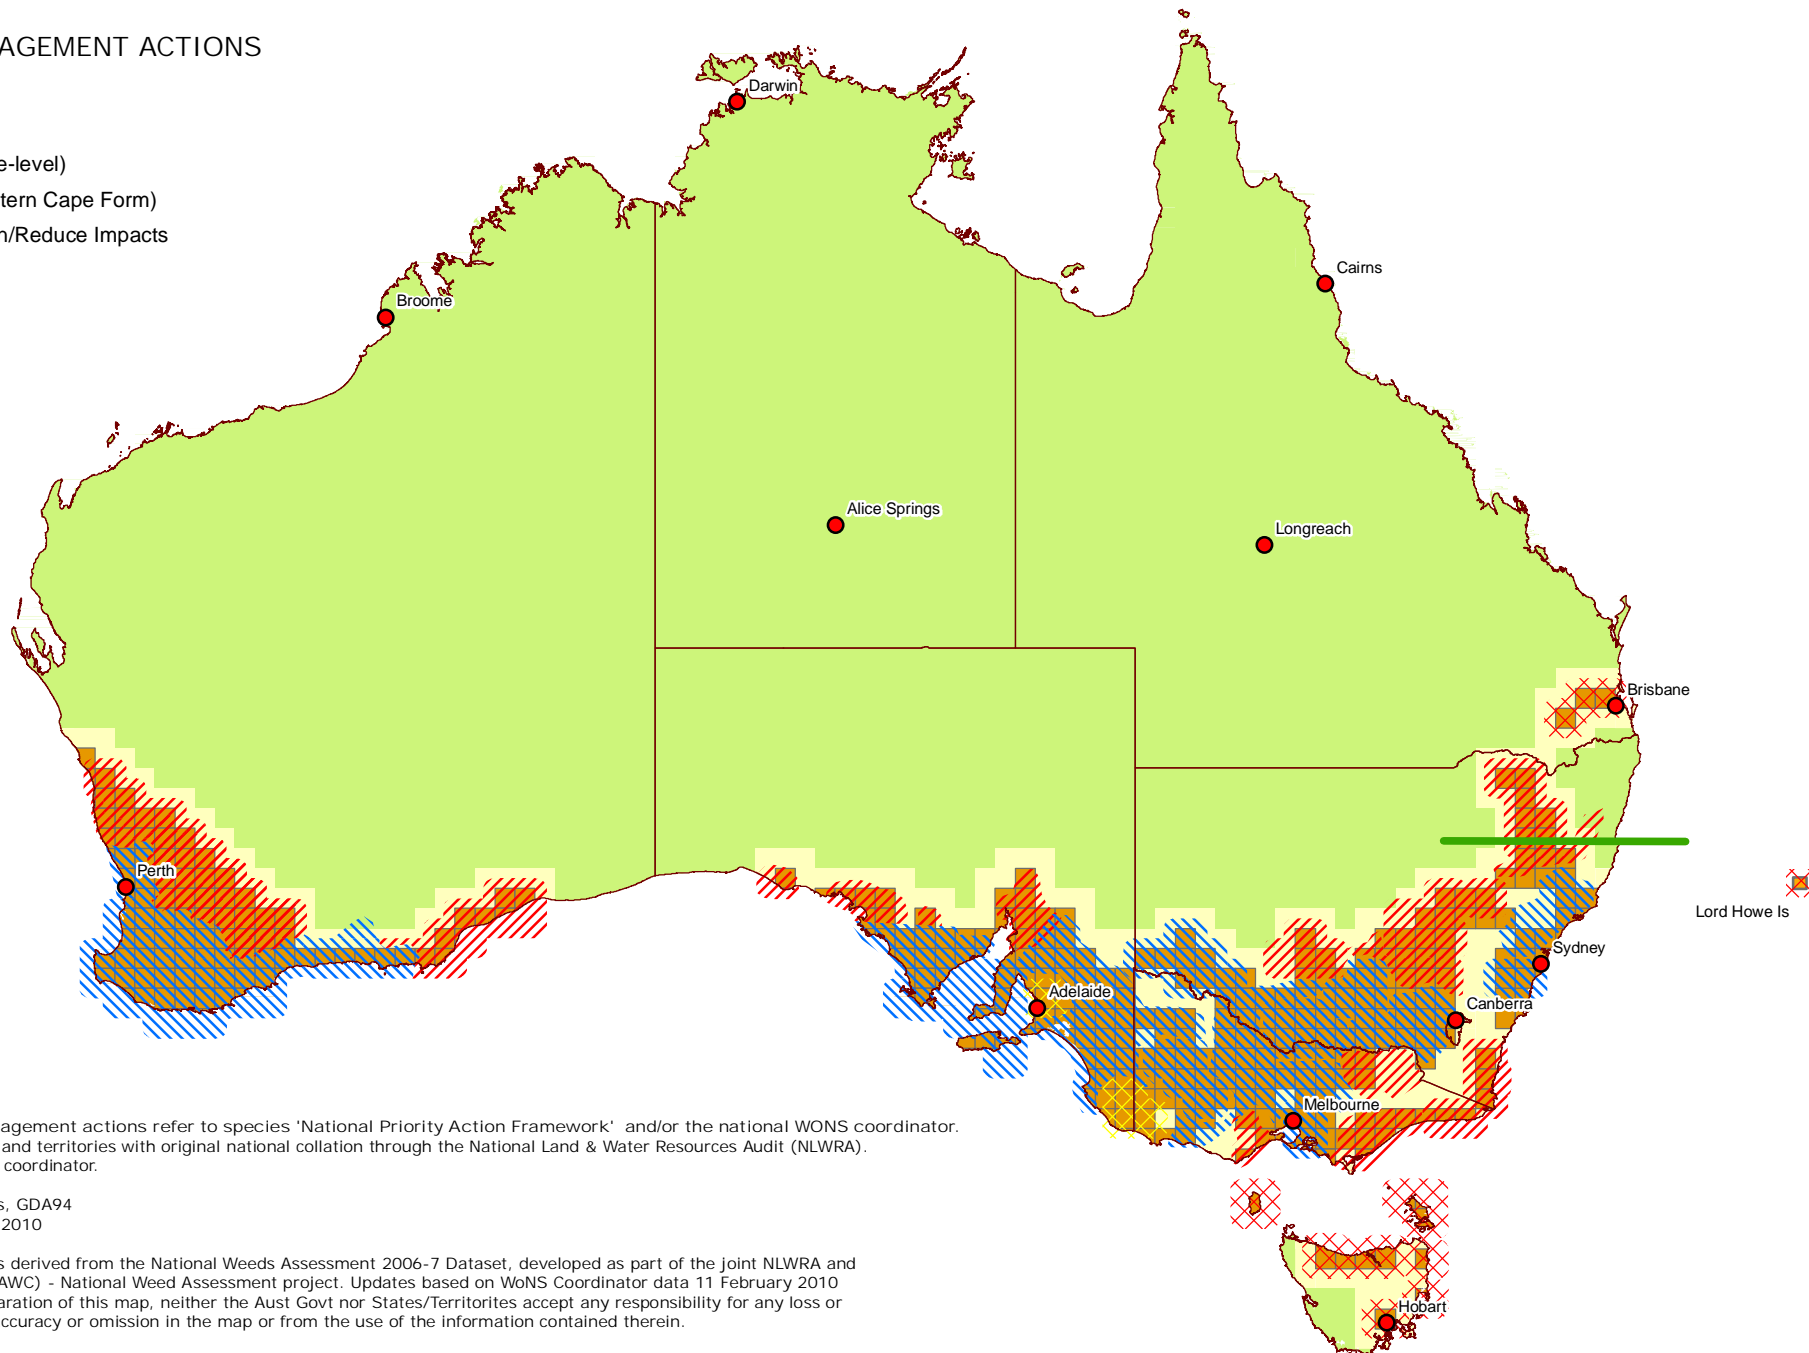 AGEMENT ACTIONS
e-level)
tern Cape Form)
n/Reduce Impacts
Darwin
Cairns
Broome
Alice Springs
Longreach
Brisbane
Perth
Lord Howe Is
Sydney
Adelaide
Canberra
Melbourne
agement actions refer to species 'National Priority Action Framework' and/or the national WONS coordinator.
and territories with original national collation through the National Land & Water Resources Audit (NLWRA).
coordinator.
s, GDA94
2010
s derived from the National Weeds Assessment 2006-7 Dataset, developed as part of the joint NLWRA and
AWC) - National Weed Assessment project. Updates based on WoNS Coordinator data 11 February 2010
aration of this map, neither the Aust Govt nor States/Territorites accept any responsibility for any loss or
ccuracy or omission in the map or from the use of the information contained therein.
Hobart